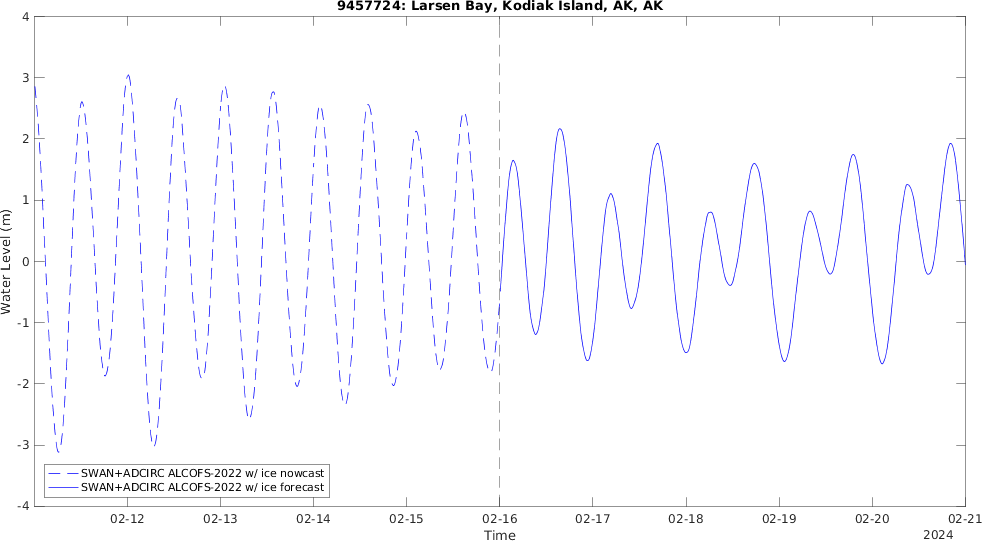 9457724: Larsen Bay, Kodiak Island, AK, AK
4
3
2
1
0
-1
-2
-3
-4
Water Level (m)
SWAN+ADCIRC ALCOFS-2022 w/ ice nowcast
SWAN+ADCIRC ALCOFS-2022 w/ ice forecast
02-12 02-13 02-14 02-15 02-16 02-17 02-18 02-19 02-20 02-21
Time
2024